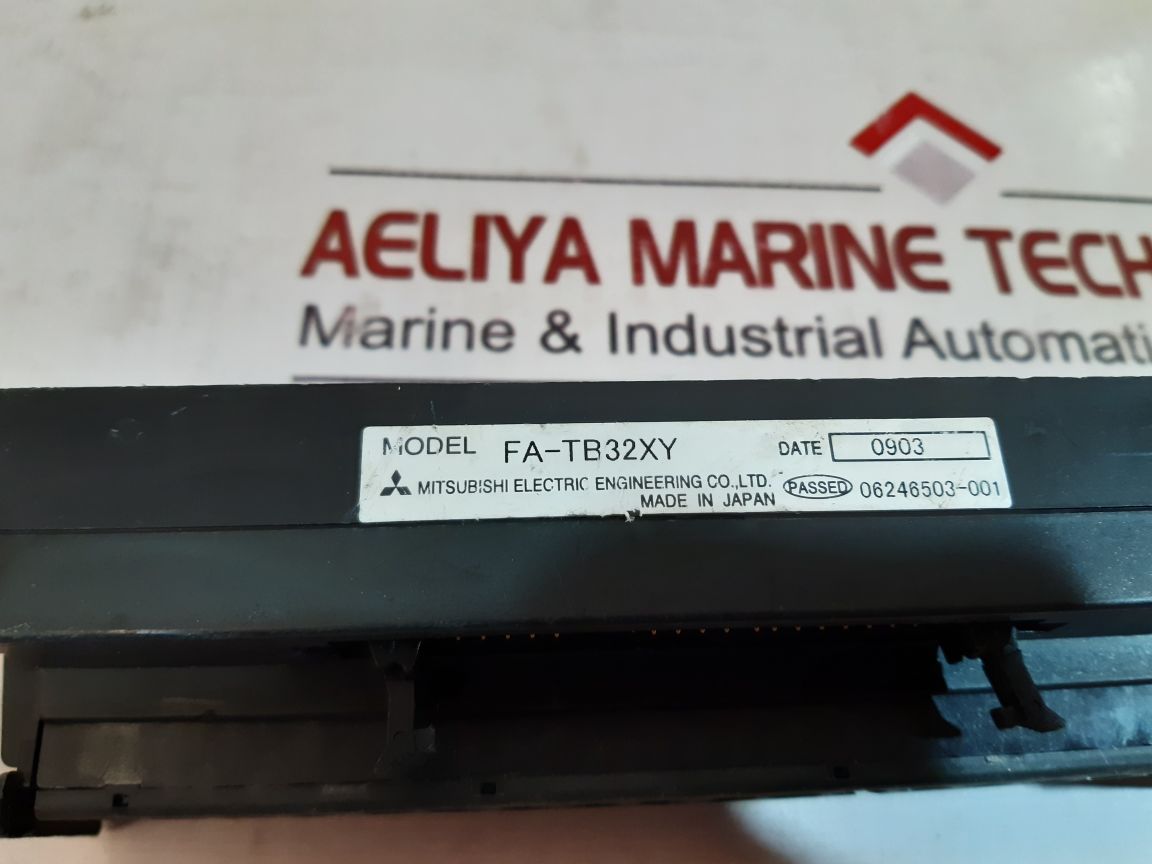 AELIYA MARINE TECH
Marine & Industrial Automati
MODEL FA-TB32XY DATE 0903
MITSUBISHI ELECTRIC ENGINEERING CO.,LTD. PASSED 06246503-001
MADE IN JAPAN